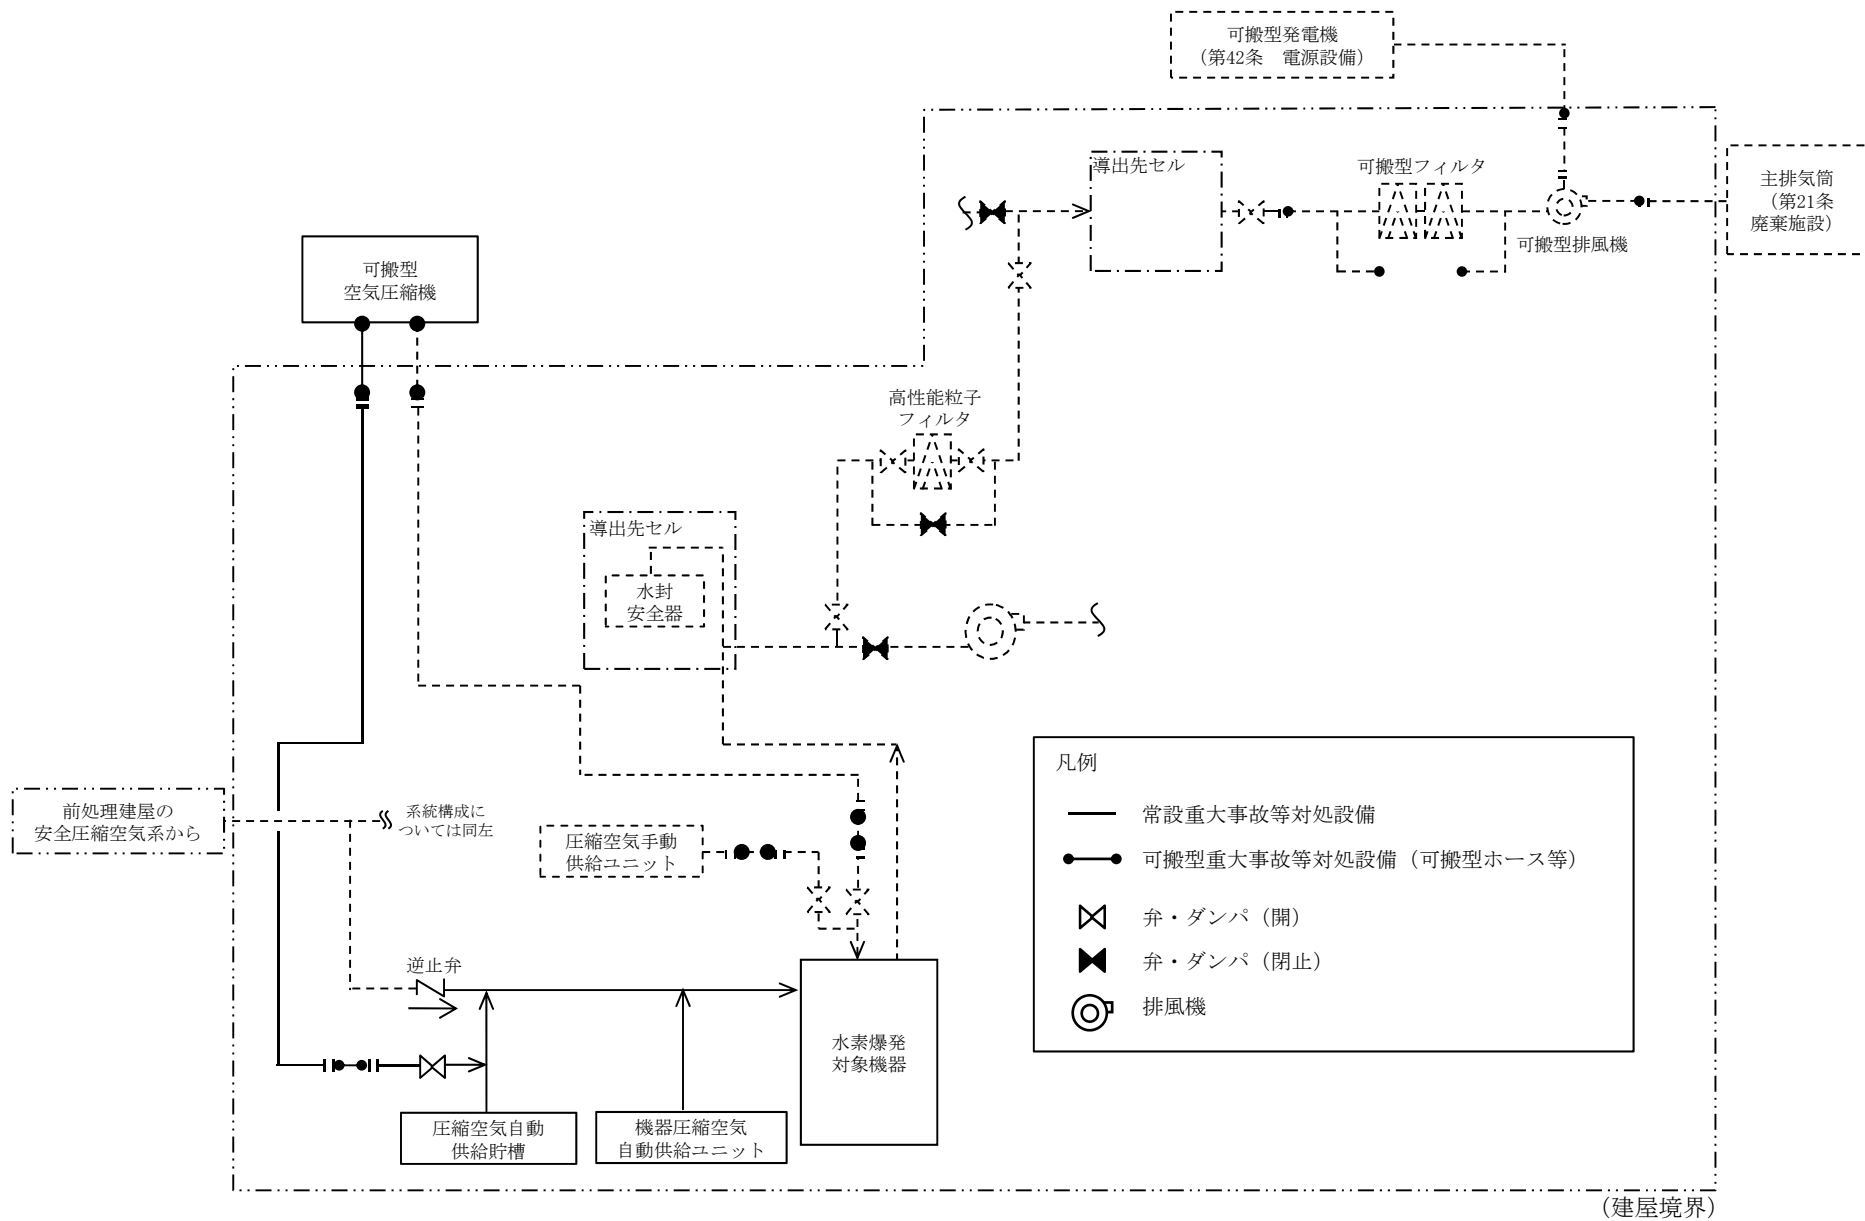 可搬型発電機
（第42条　電源設備）
導出先セル
可搬型フィルタ
主排気筒
（第21条
廃棄施設）
可搬型排風機
可搬型
空気圧縮機
高性能粒子
フィルタ
導出先セル
水封
安全器
前処理建屋の
安全圧縮空気系から
系統構成に
ついては同左
圧縮空気手動
供給ユニット
逆止弁
水素爆発
対象機器
圧縮空気自動
供給貯槽
機器圧縮空気
自動供給ユニット
凡例
常設重大事故等対処設備
可搬型重大事故等対処設備（可搬型ホース等）
弁・ダンパ（開）
弁・ダンパ（閉止）
排風機
（建屋境界）